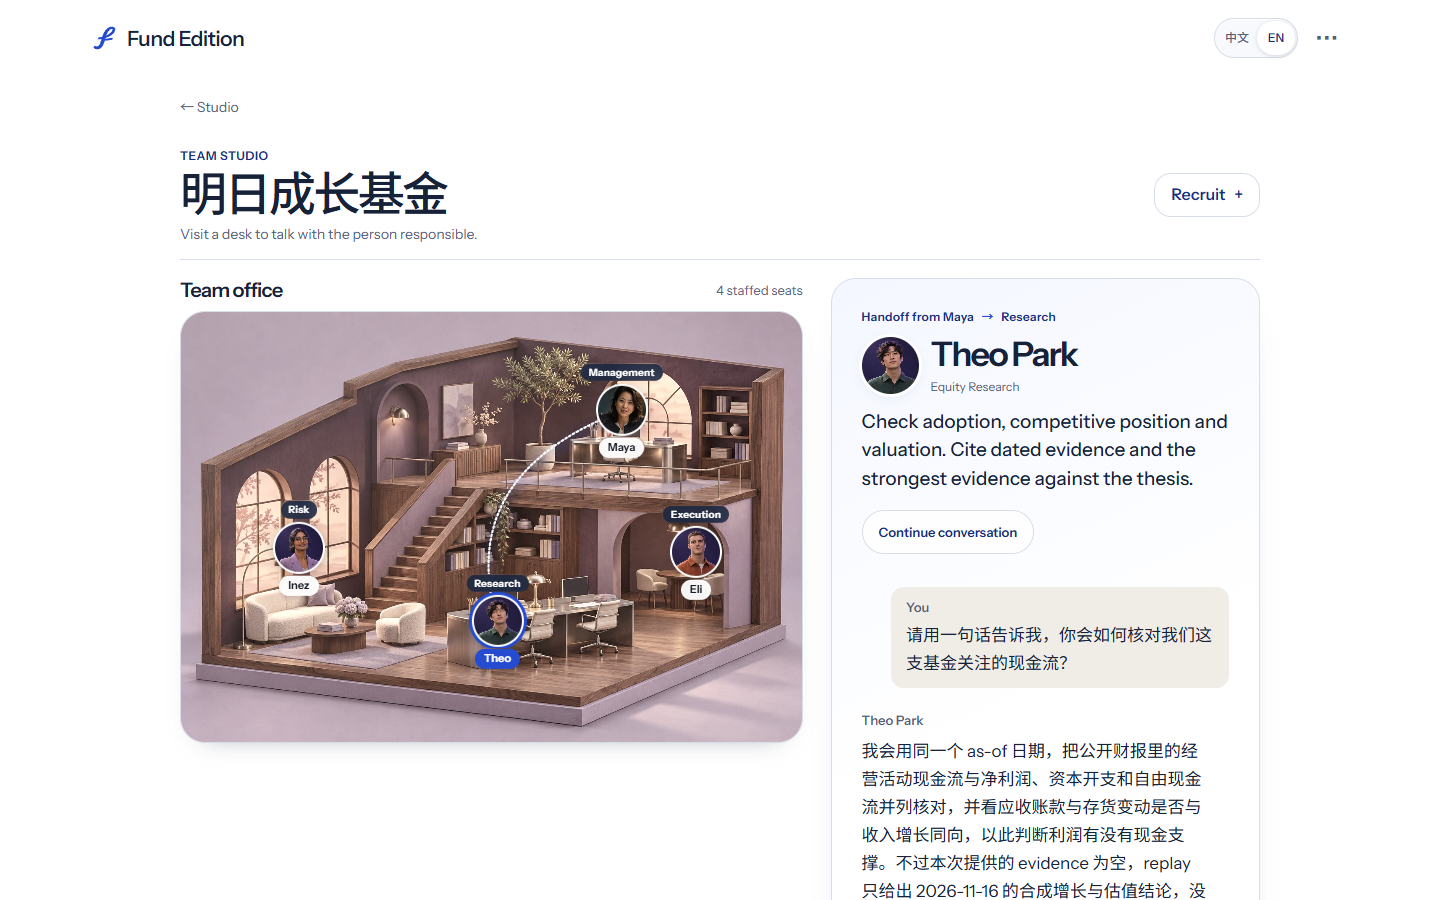 Fund Edition
中文 EN
← Studio
TEAM STUDIO
明日成长基金
Recruit +
Visit a desk to talk with the person responsible.
Team office
4 staffed seats
Management
Maya
Risk
Inez
Execution
Eli
Research
Theo
Handoff from Maya → Research
Theo Park
Equity Research
Check adoption, competitive position and
valuation. Cite dated evidence and the
strongest evidence against the thesis.
Continue conversation
You
请用一句话告诉我，你会如何核对我们这
支基金关注的现金流？
Theo Park
我会用同一个 as-of 日期，把公开财报里的经
营活动现金流与净利润、资本开支和自由现金
流并列核对，并看应收账款与存货变动是否与
收入增长同向，以此判断利润有没有现金支
撑。不过本次提供的 evidence 为空，replay
只给出 2026-11-16 的合成增长与估值结论，没